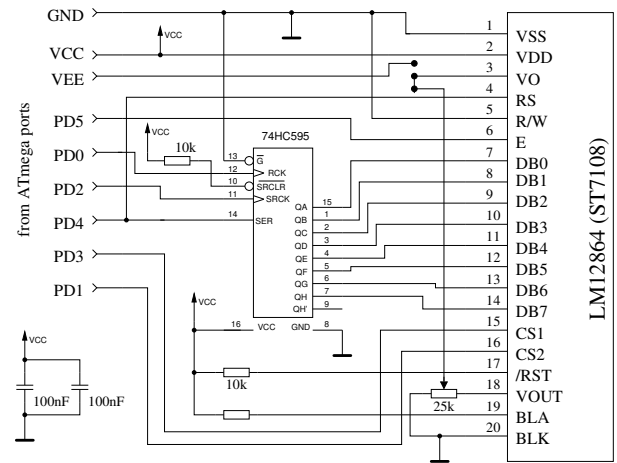 GND
VCC
VEE
PD5
PD0
PD2
PD4
PD3
PD1
from ATmega ports
VCC
VCC
10k
74HC595
13
12
10
11
14
G
RCK
SRCLR
SRCK
SER
QA
QB
QC
QD
QE
QF
QG
QH
QH'
15
1
2
3
4
5
6
7
9
16
VCC
GND
8
VCC
10k
VCC
100nF
100nF
25k
1
VSS
2
VDD
3
VO
4
RS
5
R/W
6
E
7
DB0
8
DB1
9
DB2
10
DB3
11
DB4
12
DB5
13
DB6
14
DB7
15
CS1
16
CS2
17
/RST
18
VOUT
19
BLA
20
BLK
LM12864 (ST7108)